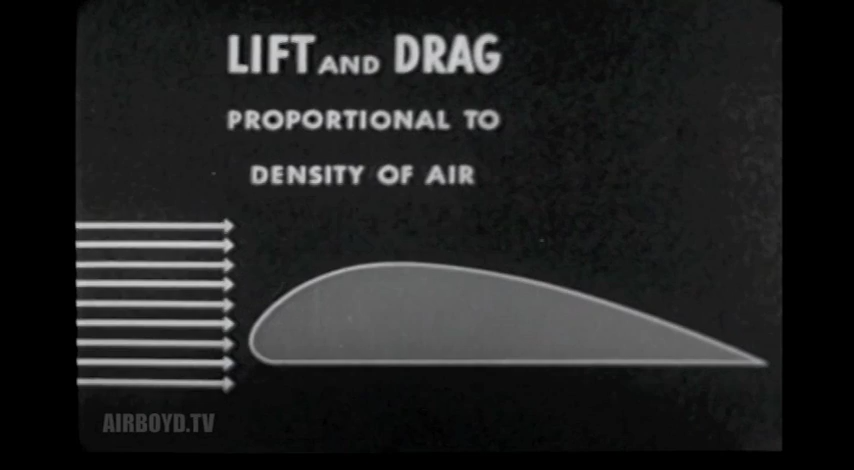 LIFT AND DRAG
PROPORTIONAL TO
DENSITY OF AIR
AIRBOYD.TV